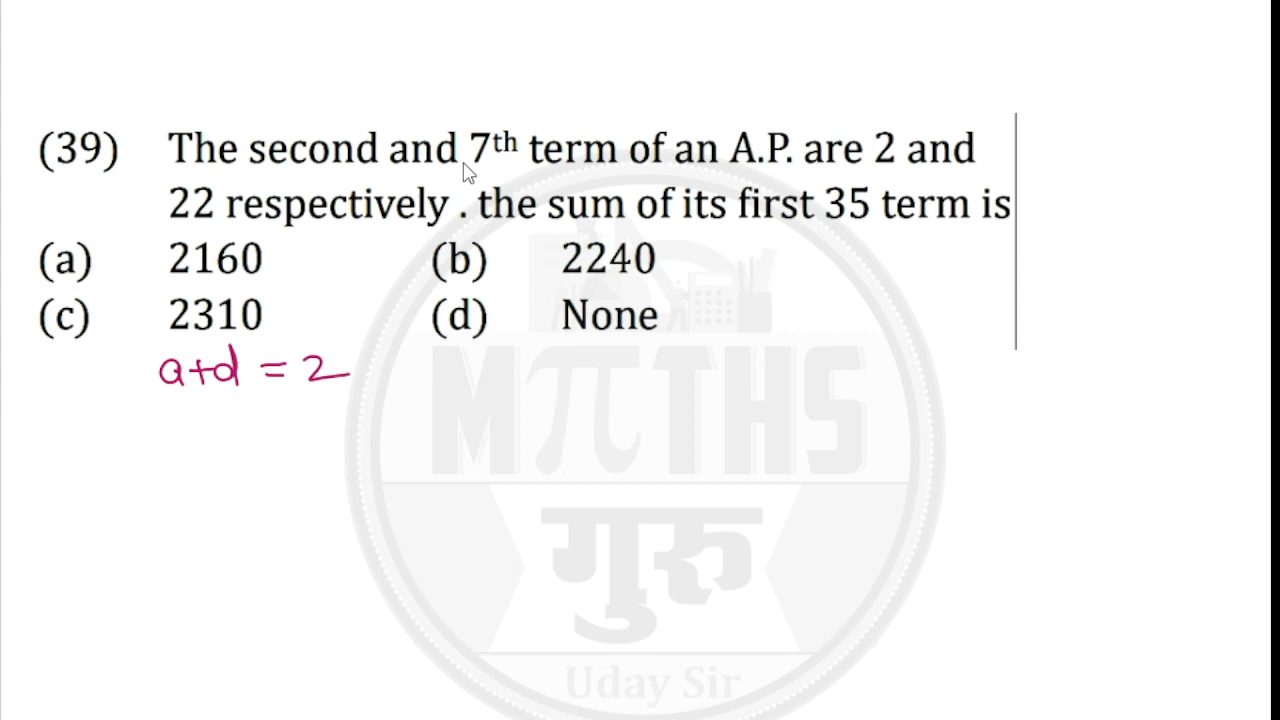 (39) The second and 7th term of an A.P. are 2 and
22 respectively . the sum of its first 35 term is
(a) 2160 (b) 2240
(c) 2310 (d) None
a+d = 2
MπTHS
गुरु
Uday Sir